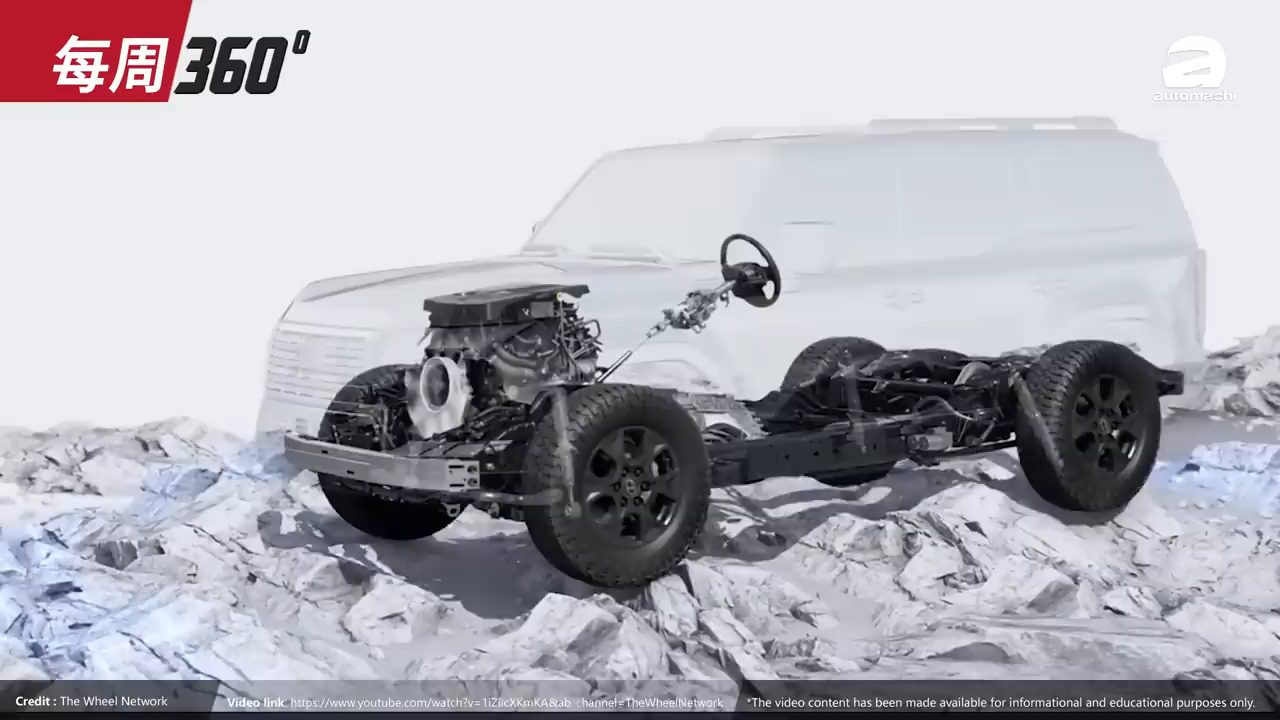 每周360°
automachi
Credit : The Wheel Network
Video link: https://www.youtube.com/watch?v=1iZiIcXKmKA&ab_channel=TheWheelNetwork
*The video content has been made available for informational and educational purposes only.